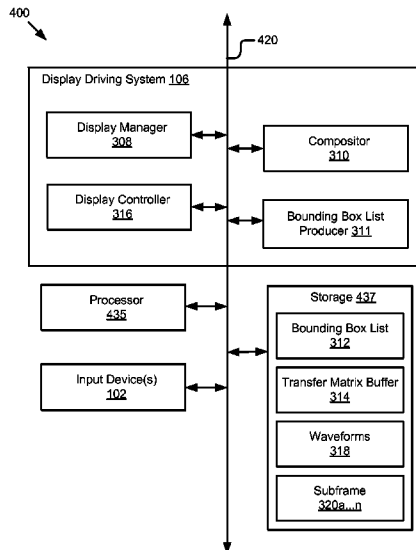 400
420
Display Driving System 106
Display Manager
308
Compositor
310
Display Controller
316
Bounding Box List
Producer 311
Processor
435
Storage 437
Bounding Box List
312
Input Device(s)
102
Transfer Matrix Buffer
314
Waveforms
318
Subframe
320a...n